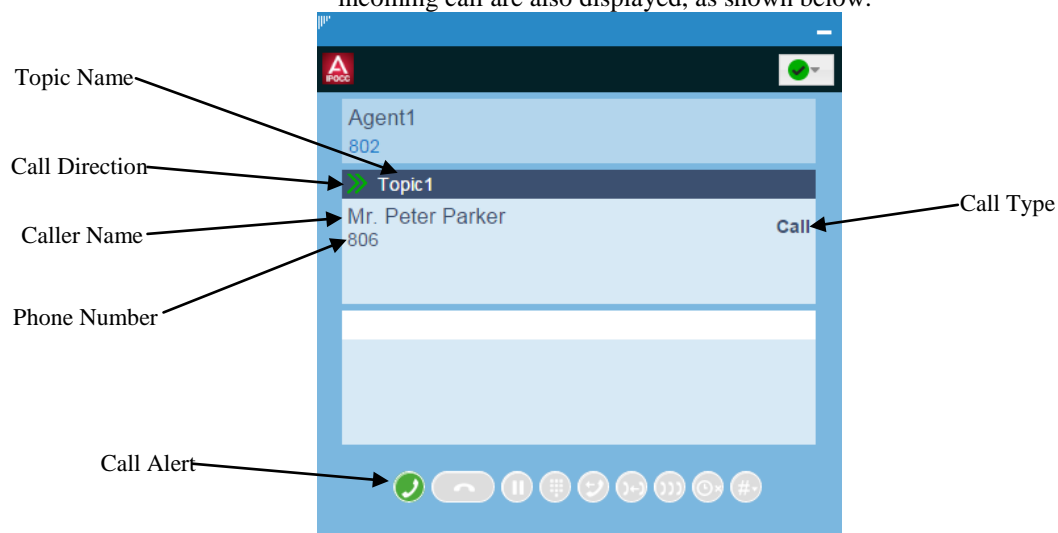 incoming call are also displayed, as shown below.
A
IPOCC
Topic Name
Agent1
802
Call Direction
Topic1
Caller Name
Mr. Peter Parker
Call
Call Type
806
Phone Number
Call Alert
#